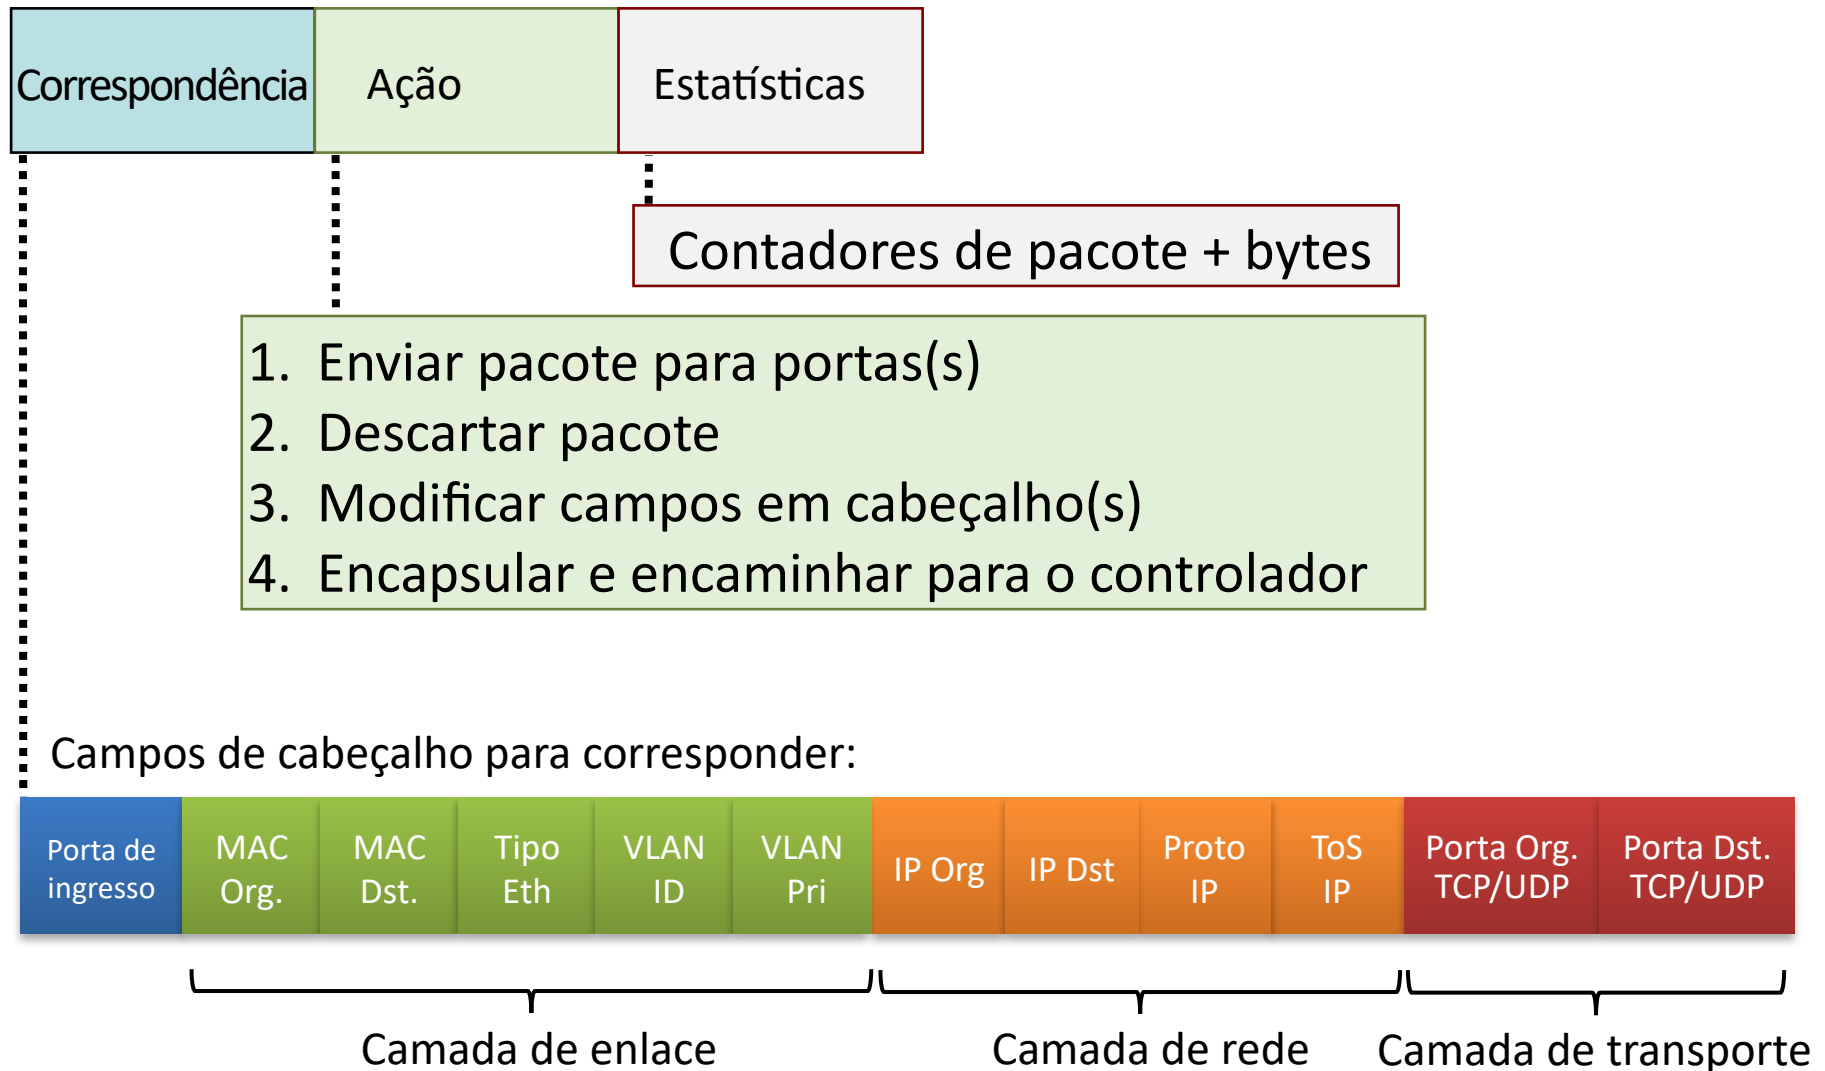 Correspondência
Ação
Estatísticas
Contadores de pacote + bytes
1. Enviar pacote para portas(s)
2. Descartar pacote
3. Modificar campos em cabeçalho(s)
4. Encapsular e encaminhar para o controlador
Campos de cabeçalho para corresponder:
Porta de
ingresso
MAC
Org.
MAC
Dst.
Tipo
Eth
VLAN
ID
VLAN
Pri
IP Org
IP Dst
Proto
IP
ToS
IP
Porta Org.
TCP/UDP
Porta Dst.
TCP/UDP
Camada de enlace
Camada de rede
Camada de transporte